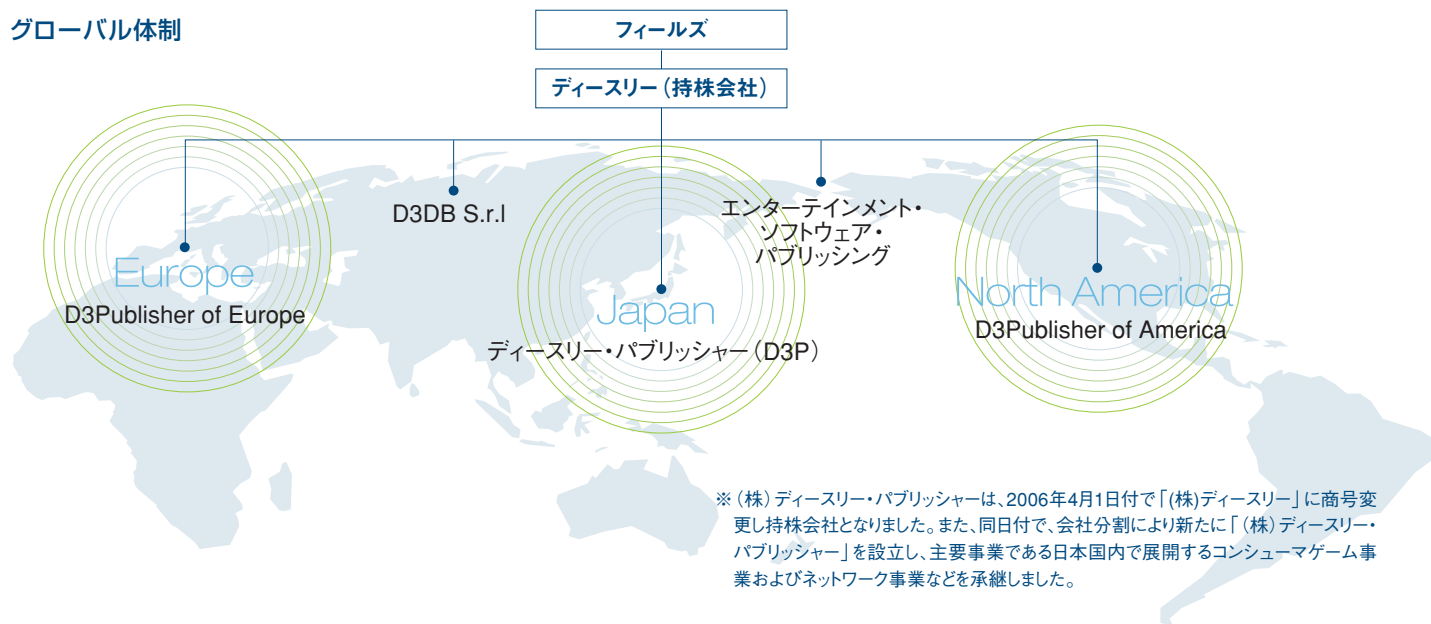 グローバル体制
フィールズ
ディースリー（持株会社）
D3DB S.r.l
エンターテインメント・
ソフトウェア・
パブリッシング
Europe
D3Publisher of Europe
Japan
ディースリー・パブリッシャー（D3P）
North America
D3Publisher of America
※（株）ディースリー・パブリッシャーは、2006年4月1日付で「(株)ディースリー」に商号変
更し持株会社となりました。また、同日付で、会社分割により新たに「（株）ディースリー・
パブリッシャー」を設立し、主要事業である日本国内で展開するコンシューマゲーム事
業およびネットワーク事業などを承継しました。